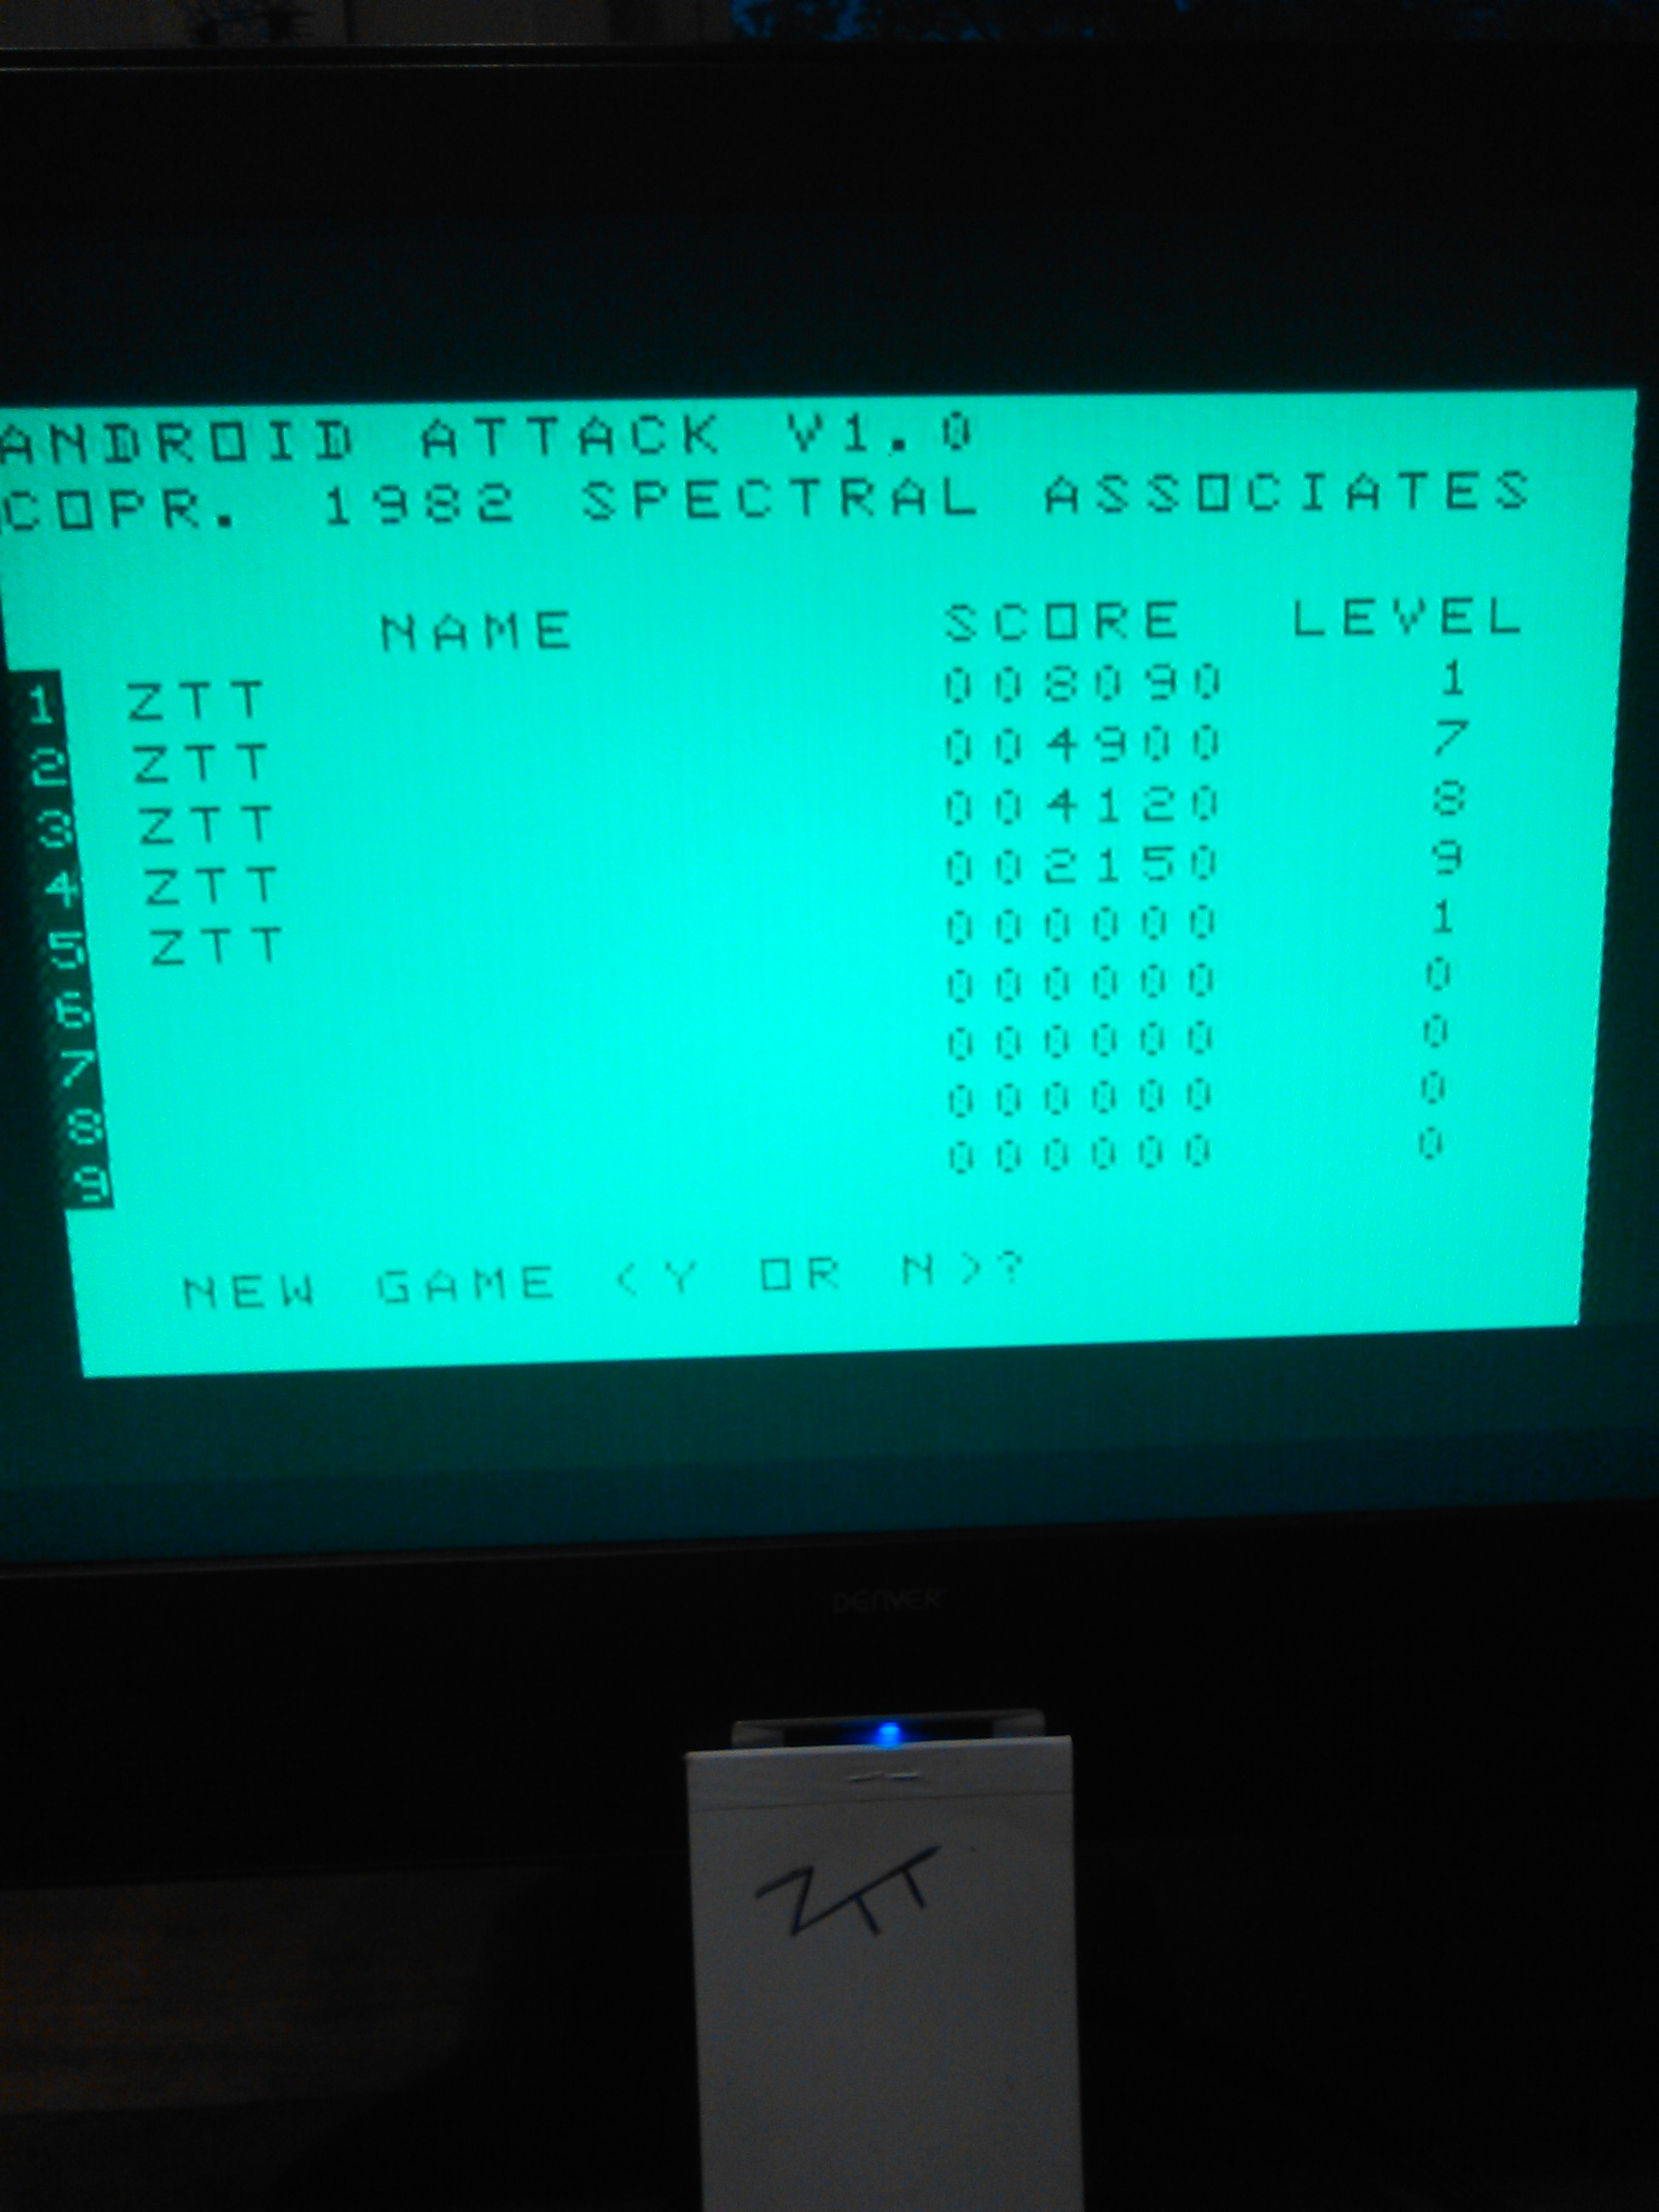 ANDROID ATTACK V1.0
COPR. 1982 SPECTRAL ASSOCIATES
NAME SCORE LEVEL
1 ZTT 008090 1
2 ZTT 004900 7
3 ZTT 004120 8
4 ZTT 002150 9
5 ZTT 000000 1
6 000000 0
7 000000 0
8 000000 0
9 000000 0
NEW GAME <Y OR N>?
DENVER
ZTT